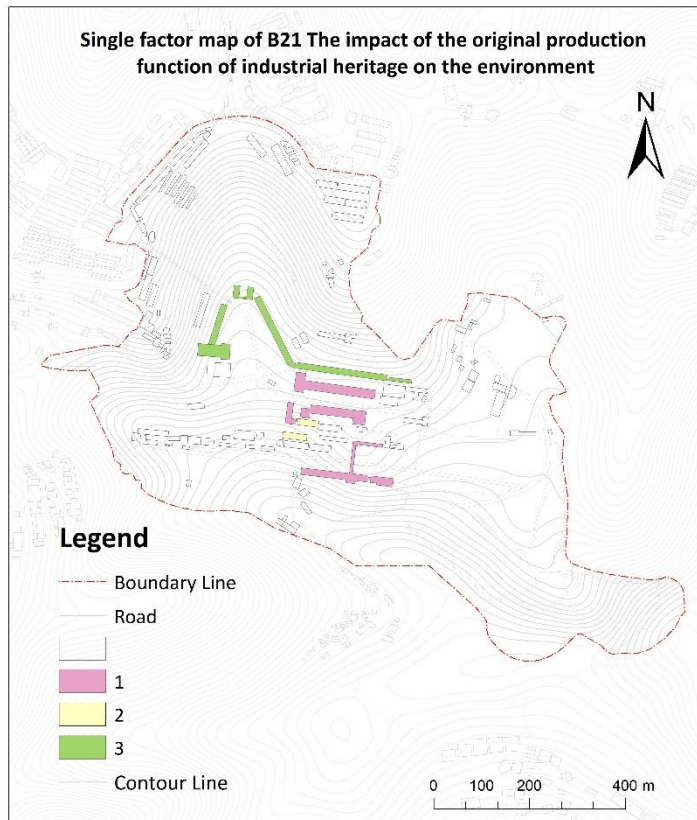 Single factor map of B21 The impact of the original production
function of industrial heritage on the environment
N
Legend
Boundary Line
Road
1
2
3
Contour Line
0 100 200 400 m